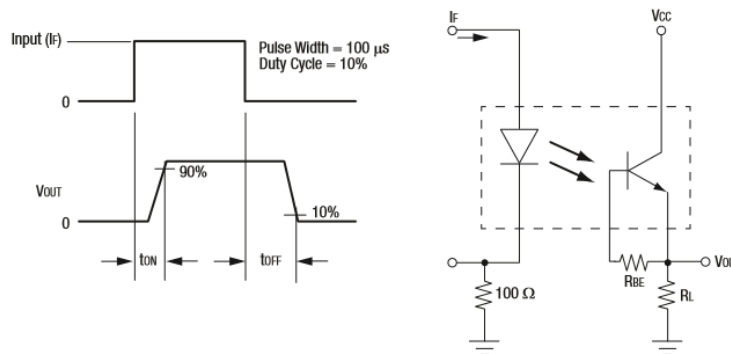 Input (IF)
Pulse Width = 100 μs
Duty Cycle = 10%
0
VOUT
90%
0
10%
tON
tOFF
IF
VCC
VOU
RBE
RL
100 Ω